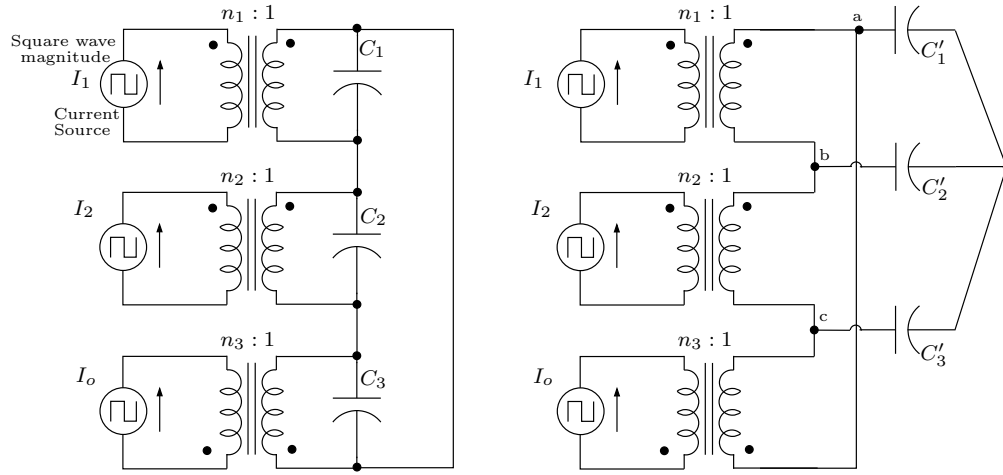 n₁ : 1
Square wave
magnitude
I₁
Current
Source
C₁
n₂ : 1
I₂
C₂
n₃ : 1
Iₒ
C₃
n₁ : 1
a
I₁
C′₁
b
n₂ : 1
I₂
C′₂
c
n₃ : 1
Iₒ
C′₃